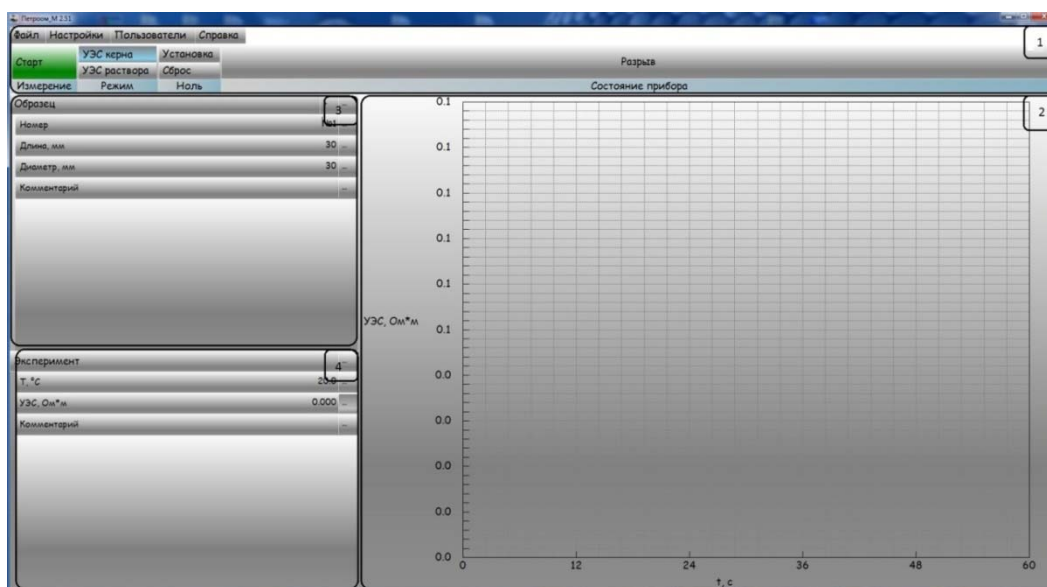 Петроом_М 2.51
Файл Настройки Пользователи Справка
1
Старт УЭС керна Установка Разрыв
УЭС раствора Сброс
Измерение Режим Ноль Состояние прибора
Образец ... 3
Номер №1 ...
Длина, мм 30 ...
Диаметр, мм 30 ...
Комментарий ...
Эксперимент ... 4
T, °C 20.0 ...
УЭС, Ом*м 0.000 ...
Комментарий ...
2
0.1
0.1
0.1
0.1
0.1
УЭС, Ом*м 0.1
0.0
0.0
0.0
0.0
0.0
0 12 24 36 48 60
t, c